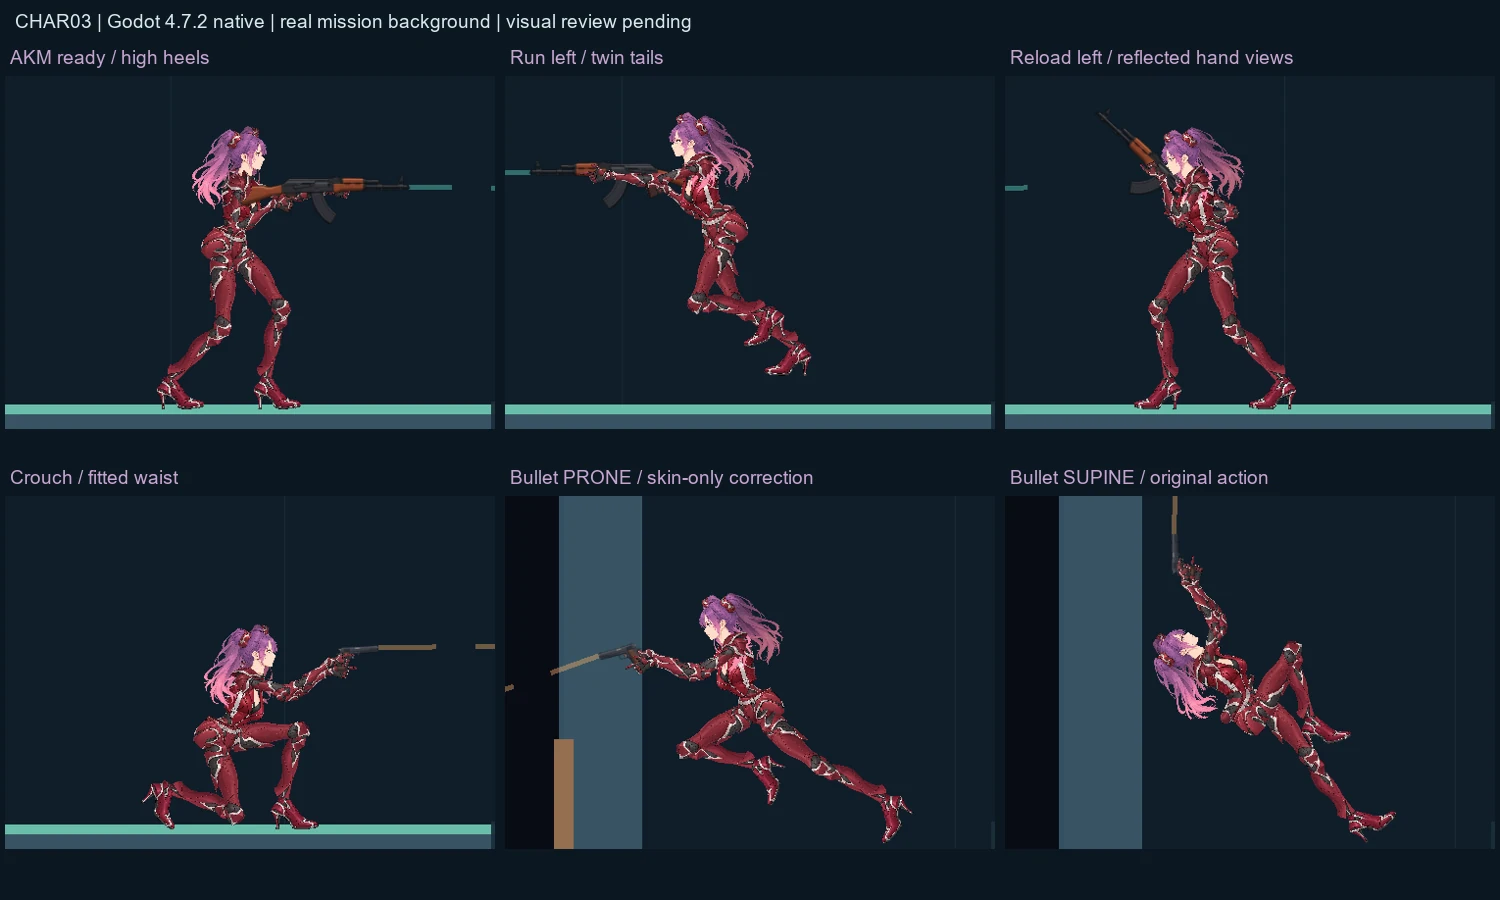 CHAR03 | Godot 4.7.2 native | real mission background | visual review pending
AKM ready / high heels
Run left / twin tails
Reload left / reflected hand views
Crouch / fitted waist
Bullet PRONE / skin-only correction
Bullet SUPINE / original action